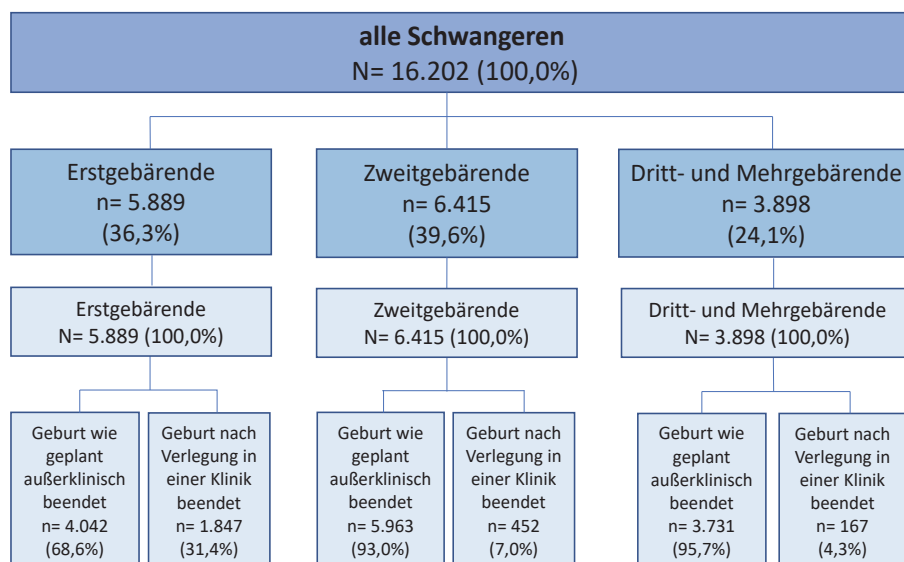 alle Schwangeren
N= 16.202 (100,0%)
Erstgebärende
n= 5.889
(36,3%)
Zweitgebärende
n= 6.415
(39,6%)
Dritt- und Mehrgebärende
n= 3.898
(24,1%)
Erstgebärende
N= 5.889 (100,0%)
Zweitgebärende
N= 6.415 (100,0%)
Dritt- und Mehrgebärende
N= 3.898 (100,0%)
Geburt wie
geplant
außerklinisch
beendet
n= 4.042
(68,6%)
Geburt nach
Verlegung in
einer Klinik
beendet
n= 1.847
(31,4%)
Geburt wie
geplant
außerklinisch
beendet
n= 5.963
(93,0%)
Geburt nach
Verlegung in
einer Klinik
beendet
n= 452
(7,0%)
Geburt wie
geplant
außerklinisch
beendet
n= 3.731
(95,7%)
Geburt nach
Verlegung in
einer Klinik
beendet
n= 167
(4,3%)